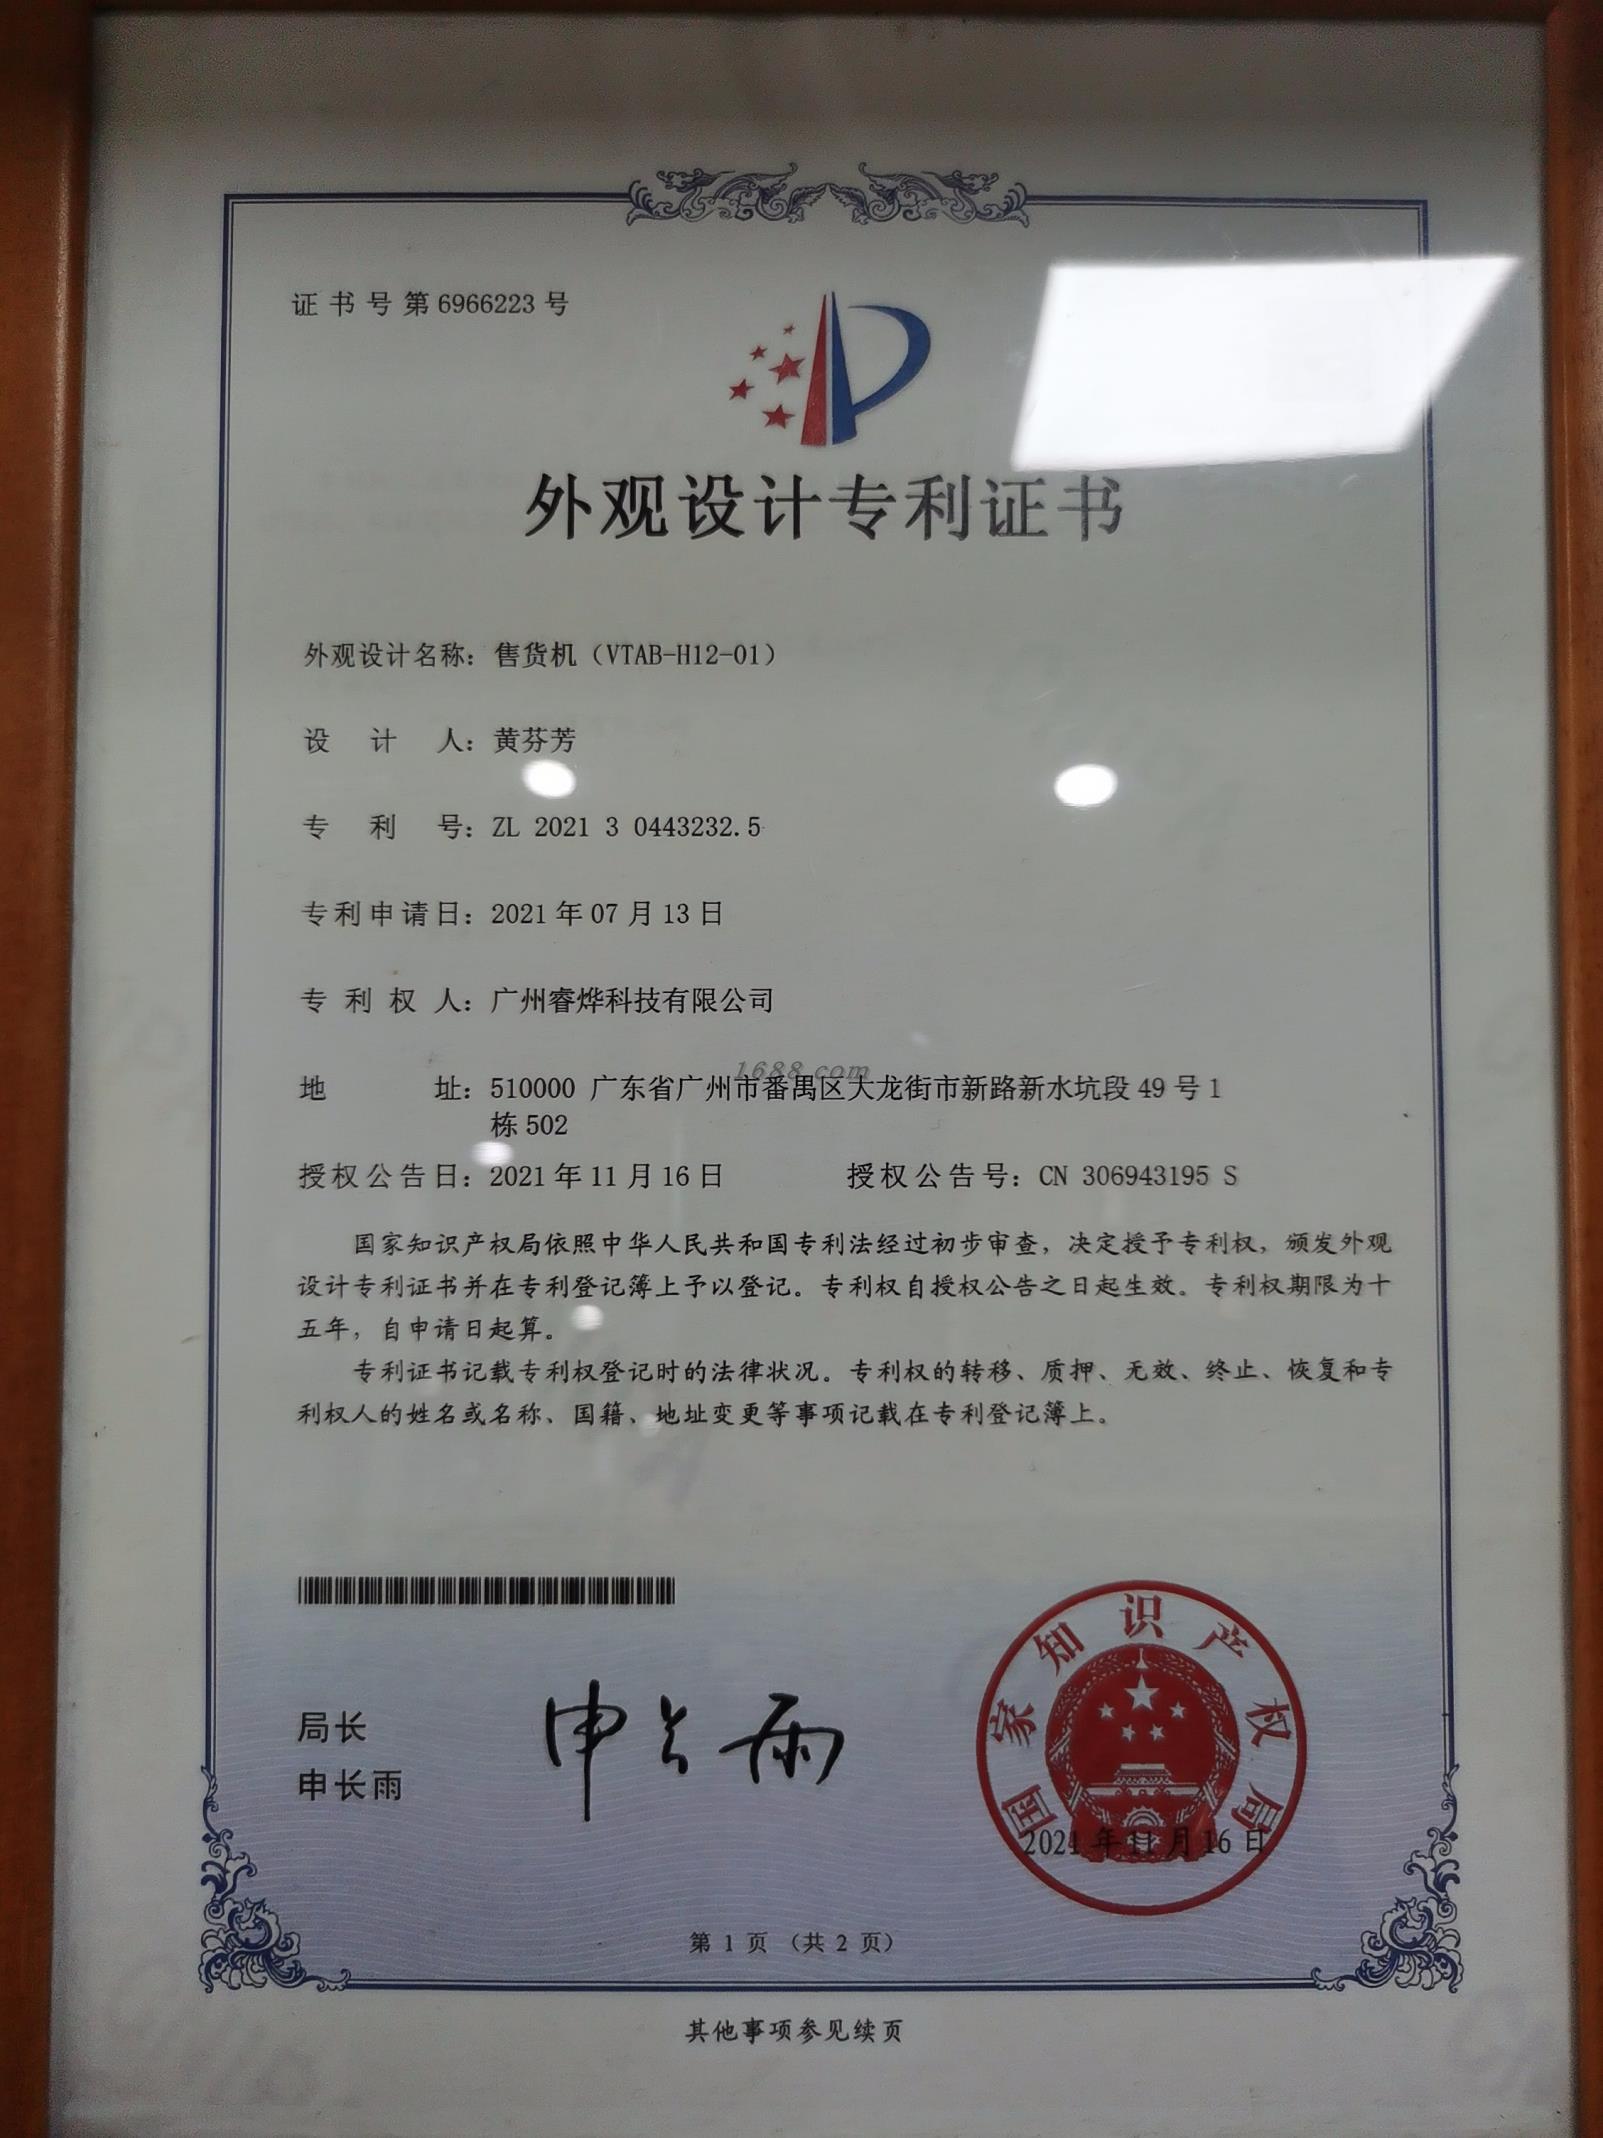 证书号第6966223号
外观设计专利证书
外观设计名称：售货机（VTAB-H12-01）
设计人：黄芬芳
专利号：ZL 2021 3 0443232.5
专利申请日：2021年07月13日
专利权人：广州睿烨科技有限公司
1688.com
地址：510000 广东省广州市番禺区大龙街市新路新水坑段49号1
栋502
授权公告日：2021年11月16日 授权公告号：CN 306943195 S
国家知识产权局依照中华人民共和国专利法经过初步审查，决定授予专利权，颁发外观
设计专利证书并在专利登记簿上予以登记。专利权自授权公告之日起生效。专利权期限为十
五年，自申请日起算。
专利证书记载专利权登记时的法律状况。专利权的转移、质押、无效、终止、恢复和专
利权人的姓名或名称、国籍、地址变更等事项记载在专利登记簿上。
局长
申长雨
申长雨
国家知识产权局
2021年11月16日
第 1 页 （共 2 页）
其他事项参见续页